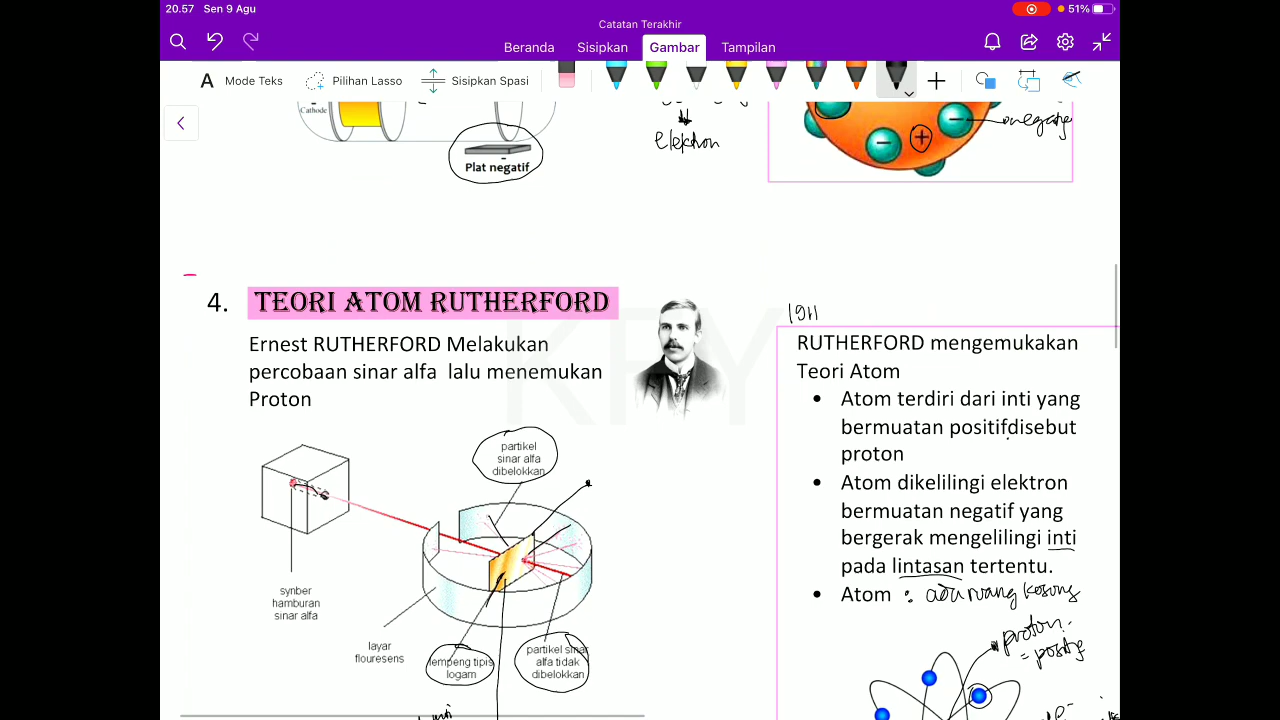 20.57 Sen 9 Agu
51%
Catatan Terakhir
Beranda Sisipkan Gambar Tampilan
A Mode Teks Pilihan Lasso Sisipkan Spasi
Cathode
Plat negatif
Elektron
4. TEORI ATOM RUTHERFORD
Ernest RUTHERFORD Melakukan
percobaan sinar alfa lalu menemukan
Proton
KRY
partikel
sinar alfa
dibelokkan
synber
hamburan
sinar alfa
layar
flouresens
lempeng tipis
logam
partikel sinar
alfa tidak
dibelokkan
1911
RUTHERFORD mengemukakan
Teori Atom
• Atom terdiri dari inti yang
bermuatan positifdisebut
proton
• Atom dikelilingi elektron
bermuatan negatif yang
bergerak mengelilingi inti
pada lintasan tertentu.
• Atom : ada ruang kosong
proton